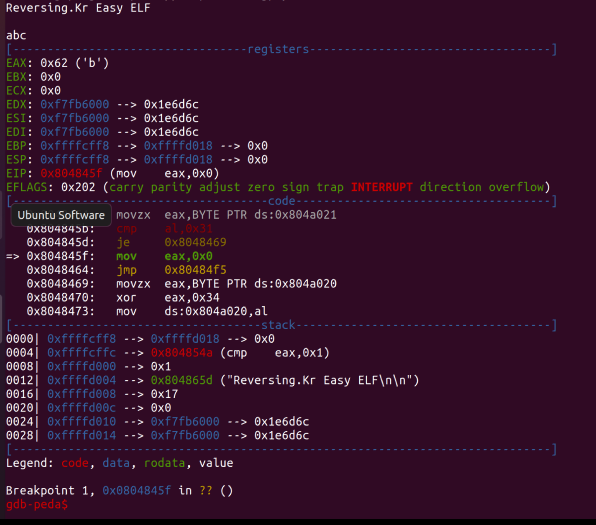 Reversing.Kr Easy ELF
abc
[----------------------------------registers-----------------------------------]
EAX: 0x62 ('b')
EBX: 0x0
ECX: 0x0
EDX: 0xf7fb6000 --> 0x1e6d6c
ESI: 0xf7fb6000 --> 0x1e6d6c
EDI: 0xf7fb6000 --> 0x1e6d6c
EBP: 0xffffcff8 --> 0xffffd018 --> 0x0
ESP: 0xffffcff8 --> 0xffffd018 --> 0x0
EIP: 0x804845f (mov    eax,0x0)
EFLAGS: 0x202 (carry parity adjust zero sign trap INTERRUPT direction overflow)
[-------------------------------------code-------------------------------------]
Ubuntu Software movzx  eax,BYTE PTR ds:0x804a021
   0x804845b:	cmp    al,0x31
   0x804845d:	je     0x8048469
=> 0x804845f:	mov    eax,0x0
   0x8048464:	jmp    0x80484f5
   0x8048469:	movzx  eax,BYTE PTR ds:0x804a020
   0x8048470:	xor    eax,0x34
   0x8048473:	mov    ds:0x804a020,al
[------------------------------------stack-------------------------------------]
0000| 0xffffcff8 --> 0xffffd018 --> 0x0
0004| 0xffffcffc --> 0x804854a (cmp    eax,0x1)
0008| 0xffffd000 --> 0x1
0012| 0xffffd004 --> 0x804865d ("Reversing.Kr Easy ELF\n\n")
0016| 0xffffd008 --> 0x17
0020| 0xffffd00c --> 0x0
0024| 0xffffd010 --> 0xf7fb6000 --> 0x1e6d6c
0028| 0xffffd014 --> 0xf7fb6000 --> 0x1e6d6c
[------------------------------------------------------------------------------]
Legend: code, data, rodata, value
Breakpoint 1, 0x0804845f in ?? ()
gdb-peda$